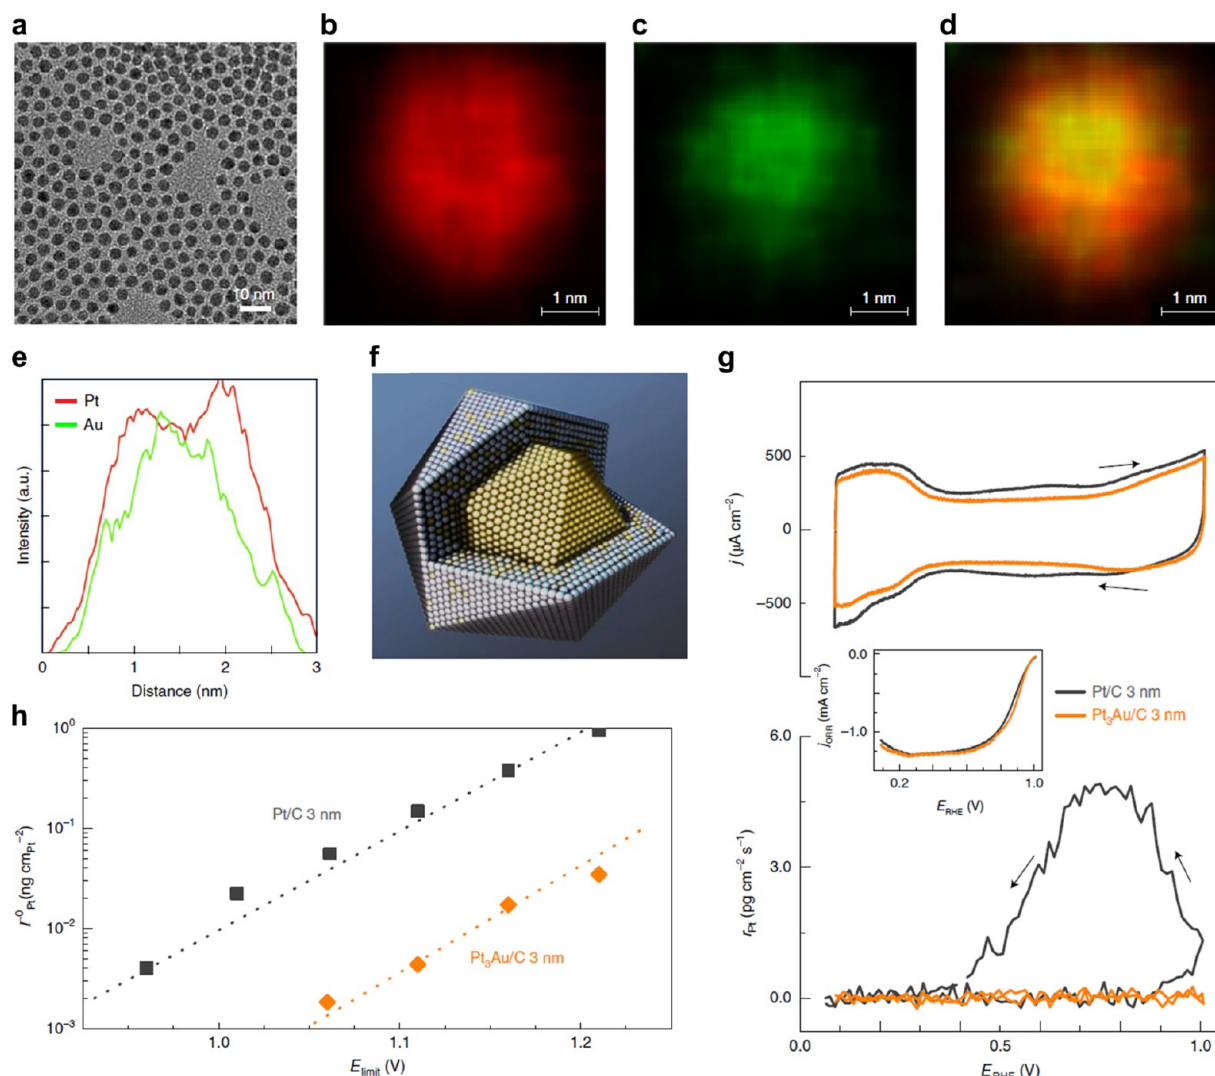 a
b
c
d
10 nm
1 nm
1 nm
1 nm
e
f
g
Pt
Au
Intensity (a.u.)
0
1
2
3
Distance (nm)
500
0
−500
j (μA cm⁻²)
0.0
−1.0
j_ORR (mA cm⁻²)
0.2
1.0
E_RHE (V)
Pt/C 3 nm
Pt₃Au/C 3 nm
6.0
3.0
0.0
r_Pt (pg cm⁻² s⁻¹)
0.0
0.5
1.0
E_RHE (V)
h
10⁰
10⁻¹
10⁻²
10⁻³
Γ⁰_Pt (ng cm_Pt⁻²)
Pt/C 3 nm
Pt₃Au/C 3 nm
1.0
1.1
1.2
E_limit (V)